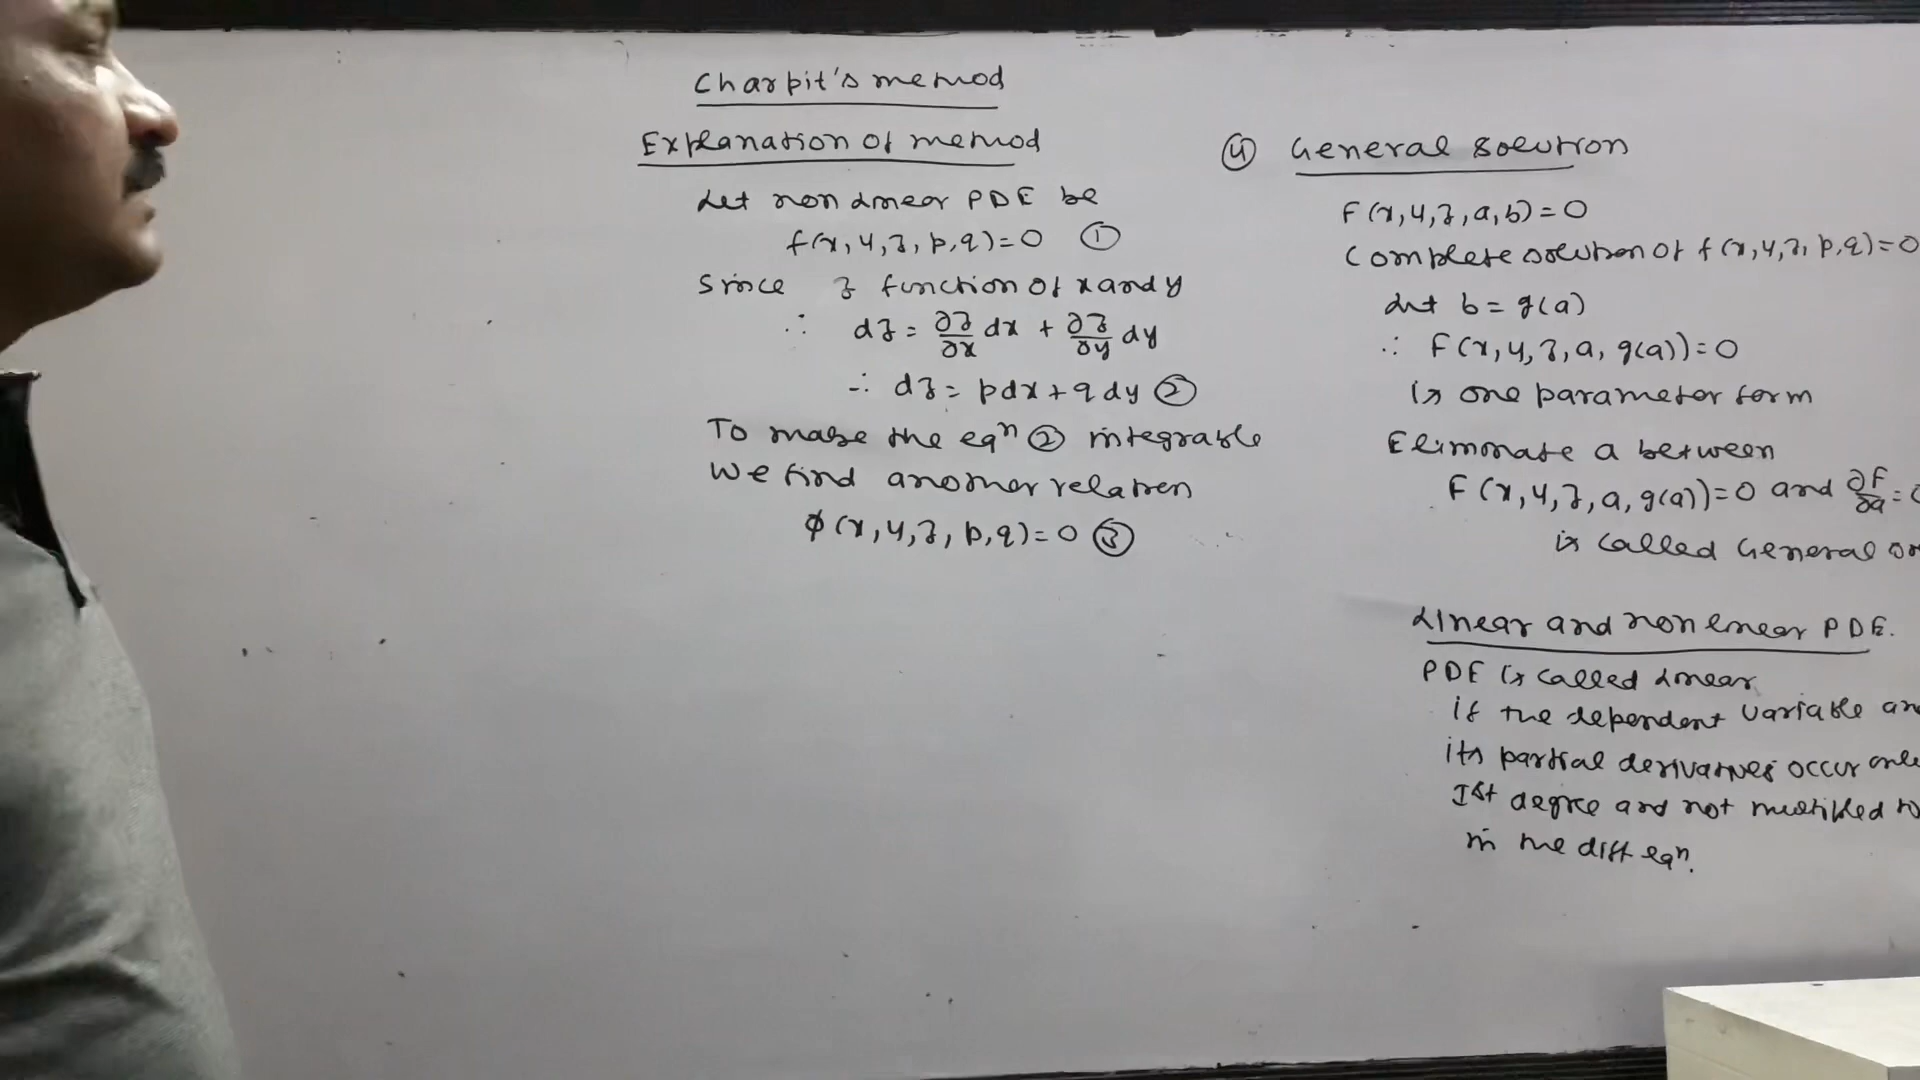 Charpit's method
Explanation of method
Let non linear PDE be
f(x, y, z, p, q) = 0 ①
Since z function of x and y
∴ dz = ∂z/∂x dx + ∂z/∂y dy
∴ dz = pdx + q dy ②
To make the eqⁿ ② integrable
We find another relation
ϕ(x, y, z, p, q) = 0 ③
④ General solution
F(x, y, z, a, b) = 0
Complete solution of f(x, y, z, p, q) = 0
Let b = g(a)
∴ F(x, y, z, a, g(a)) = 0
is one parameter form
Eliminate a between
F(x, y, z, a, g(a)) = 0 and ∂F/∂a =
is called General
Linear and non linear PDE.
PDE is called Linear
if the dependent variable
its partial derivatives occur
Ist degree and not
in the diff eqⁿ.